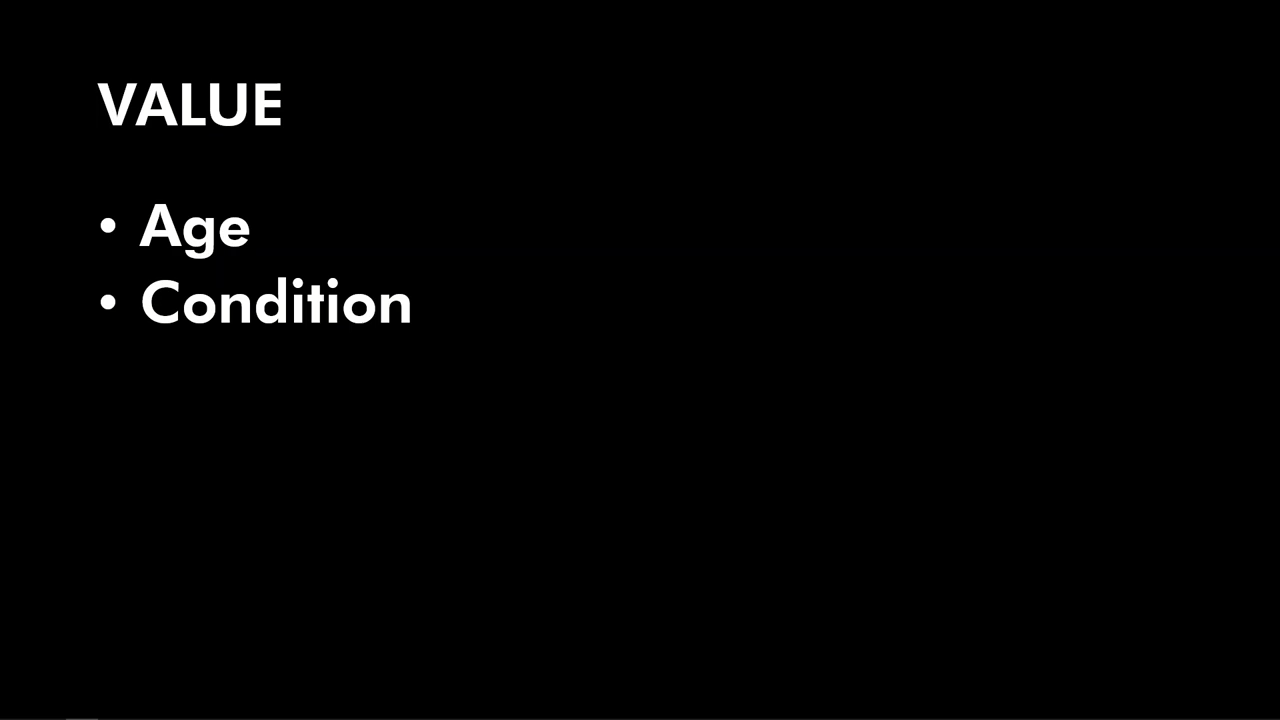 VALUE
• Age
• Condition